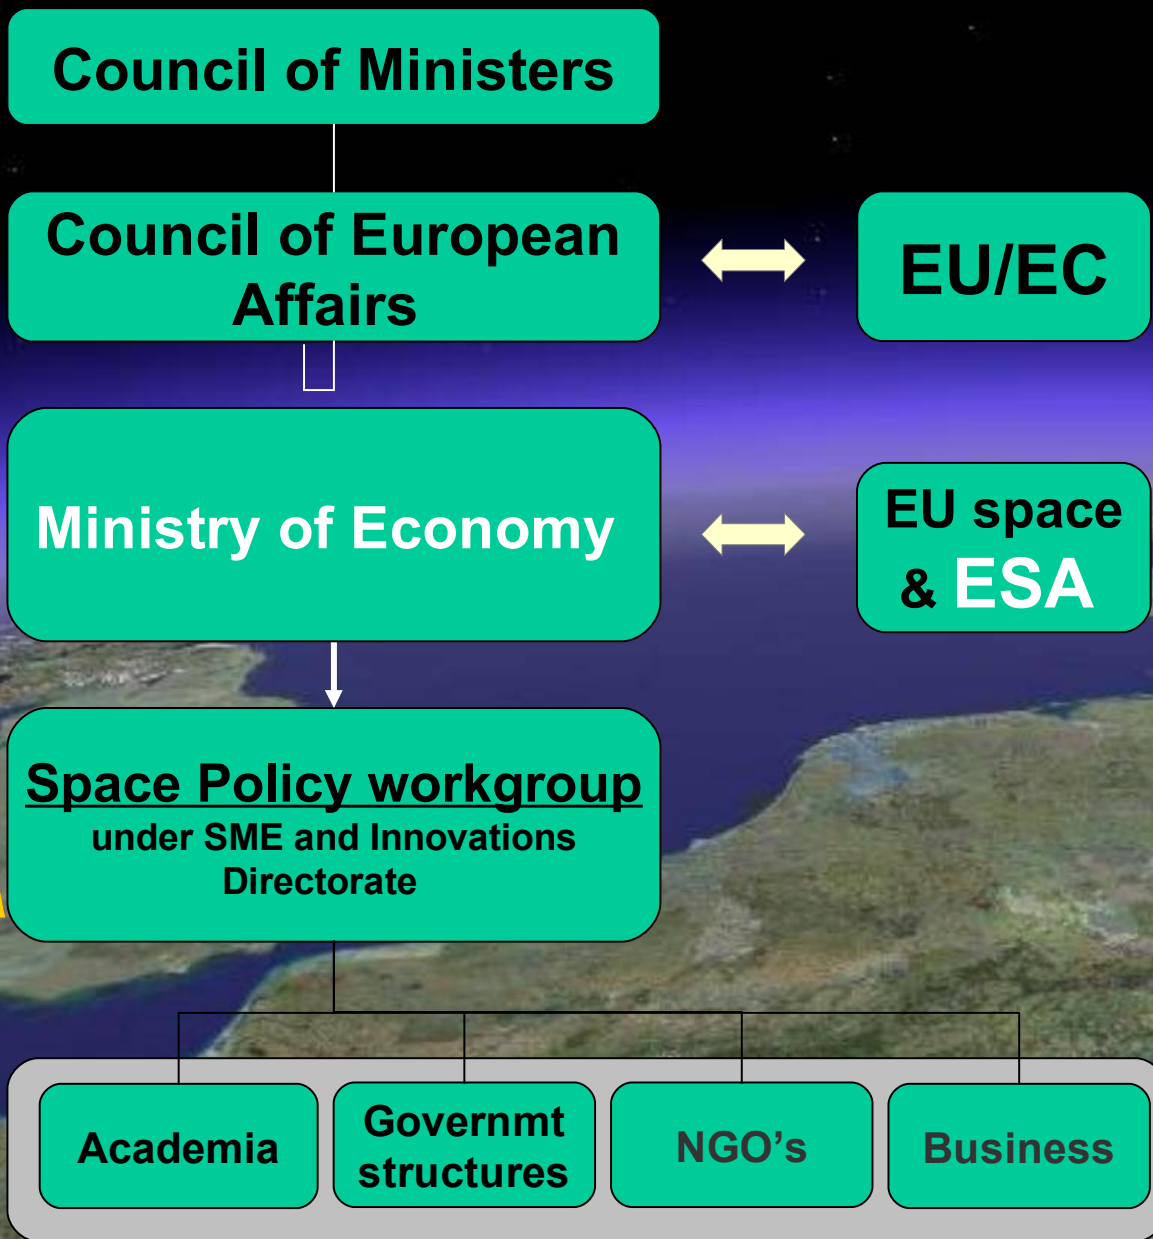 Council of Ministers
Council of European
Affairs
EU/EC
Ministry of Economy
EU space
& ESA
Space Policy workgroup
under SME and Innovations
Directorate
Academia
Governmt
structures
NGO's
Business